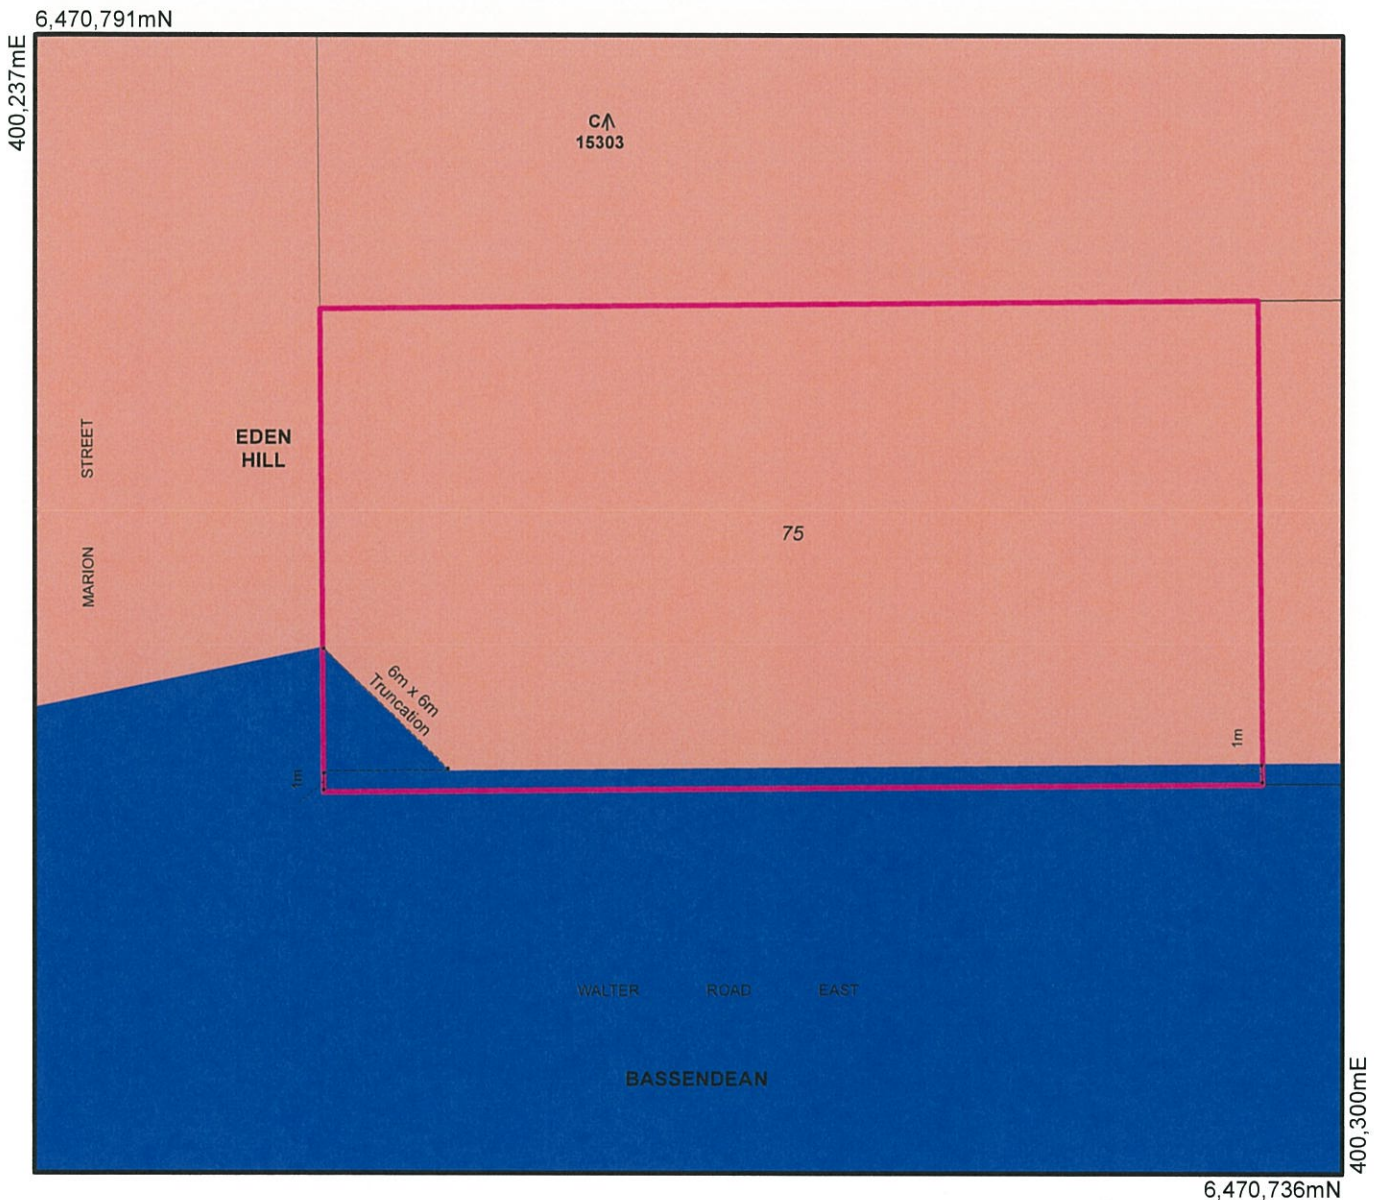 6,470,791mN
400,237mE
C
15303
EDEN
HILL
MARION STREET
75
6m x 6m
Truncation
1m
1m
WALTER ROAD EAST
BASSENDEAN
400,300mE
6,470,736mN